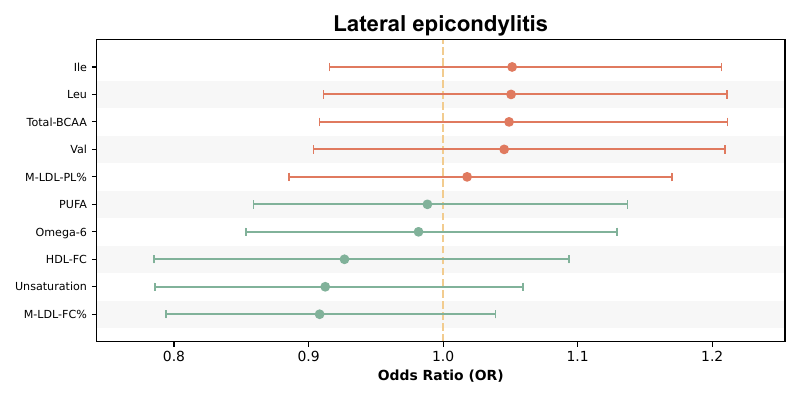 Lateral epicondylitis
Ile
Leu
Total-BCAA
Val
M-LDL-PL%
PUFA
Omega-6
HDL-FC
Unsaturation
M-LDL-FC%
0.8 0.9 1.0 1.1 1.2
Odds Ratio (OR)